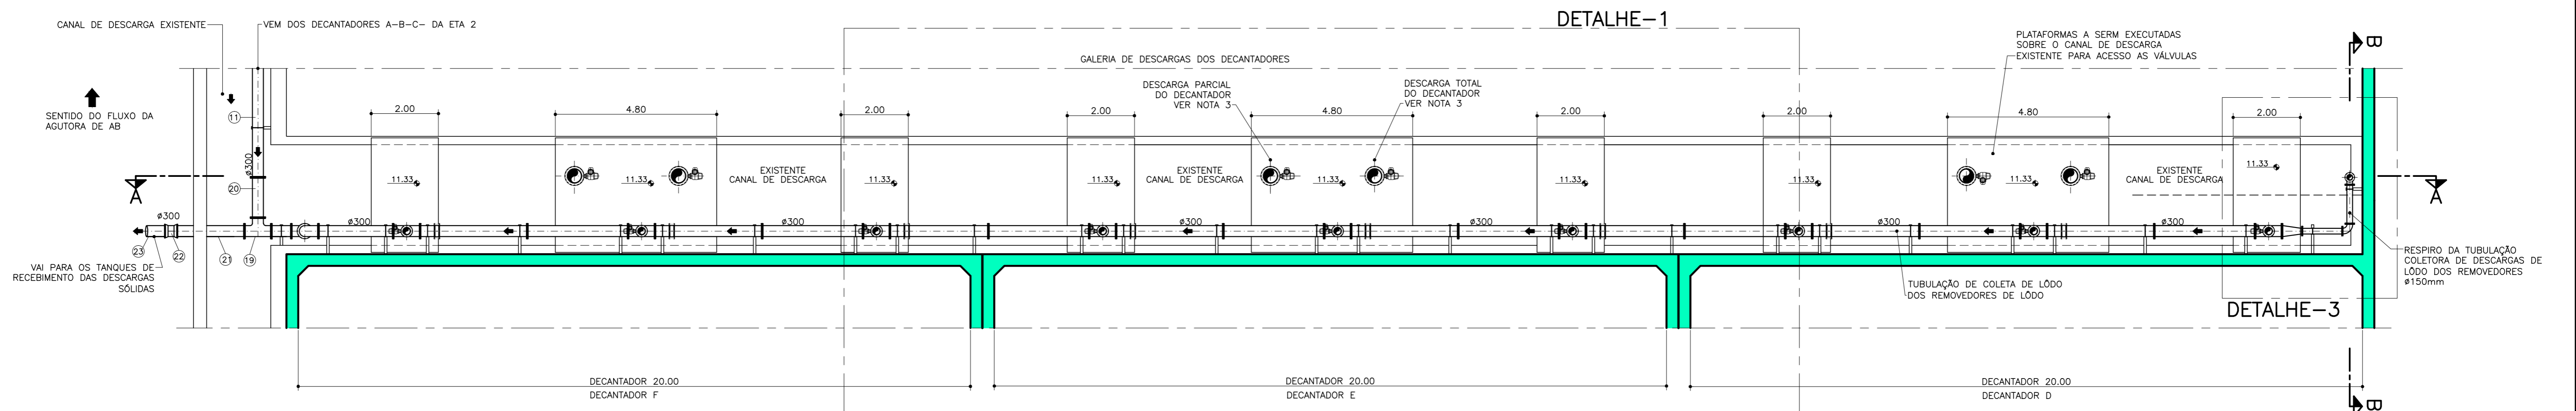 DETALHE-1
CANAL DE DESCARGA EXISTENTE
VEM DOS DECANTADORES A-B-C- DA ETA 2
PLATAFORMAS A SERM EXECUTADAS
SOBRE O CANAL DE DESCARGA
EXISTENTE PARA ACESSO AS VÁLVULAS
B
GALERIA DE DESCARGAS DOS DECANTADORES
DESCARGA PARCIAL
DO DECANTADOR
VER NOTA 3
DESCARGA TOTAL
DO DECANTADOR
VER NOTA 3
SENTIDO DO FLUXO DA
AGUTORA DE AB
11
2.00
4.80
2.00
2.00
4.80
2.00
2.00
4.80
2.00
ø300
20
A
11.33
11.33
EXISTENTE
CANAL DE DESCARGA
11.33
11.33
EXISTENTE
CANAL DE DESCARGA
11.33
11.33
11.33
11.33
EXISTENTE
CANAL DE DESCARGA
11.33
A
ø300
ø300
ø300
ø300
ø300
ø300
ø300
23
22
21
19
VAI PARA OS TANQUES DE
RECEBIMENTO DAS DESCARGAS
SÓLIDAS
RESPIRO DA TUBULAÇÃO
COLETORA DE DESCARGAS DE
LÔDO DOS REMOVEDORES
ø150mm
TUBULAÇÃO DE COLETA DE LÔDO
DOS REMOVEDORES DE LÔDO
DETALHE-3
DECANTADOR 20.00
DECANTADOR F
DECANTADOR 20.00
DECANTADOR E
DECANTADOR 20.00
DECANTADOR D
B